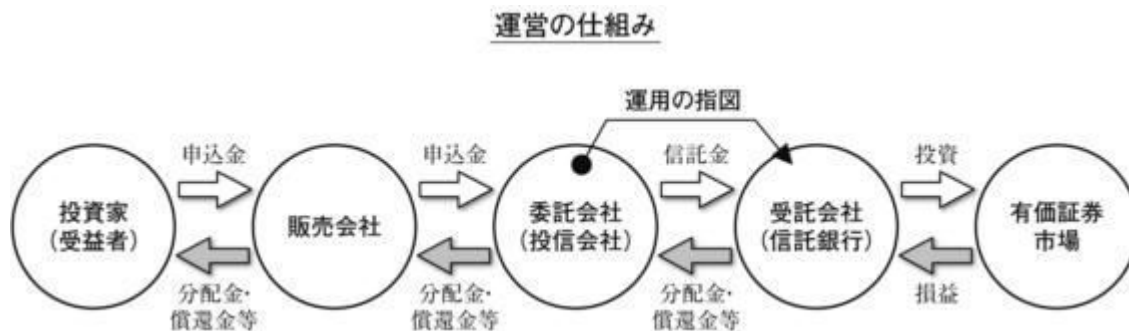 運営の仕組み
運用の指図
申込金
申込金
信託金
投資
投資家
（受益者）
販売会社
委託会社
（投信会社）
受託会社
（信託銀行）
有価証券
市場
分配金・
償還金等
分配金・
償還金等
分配金・
償還金等
損益